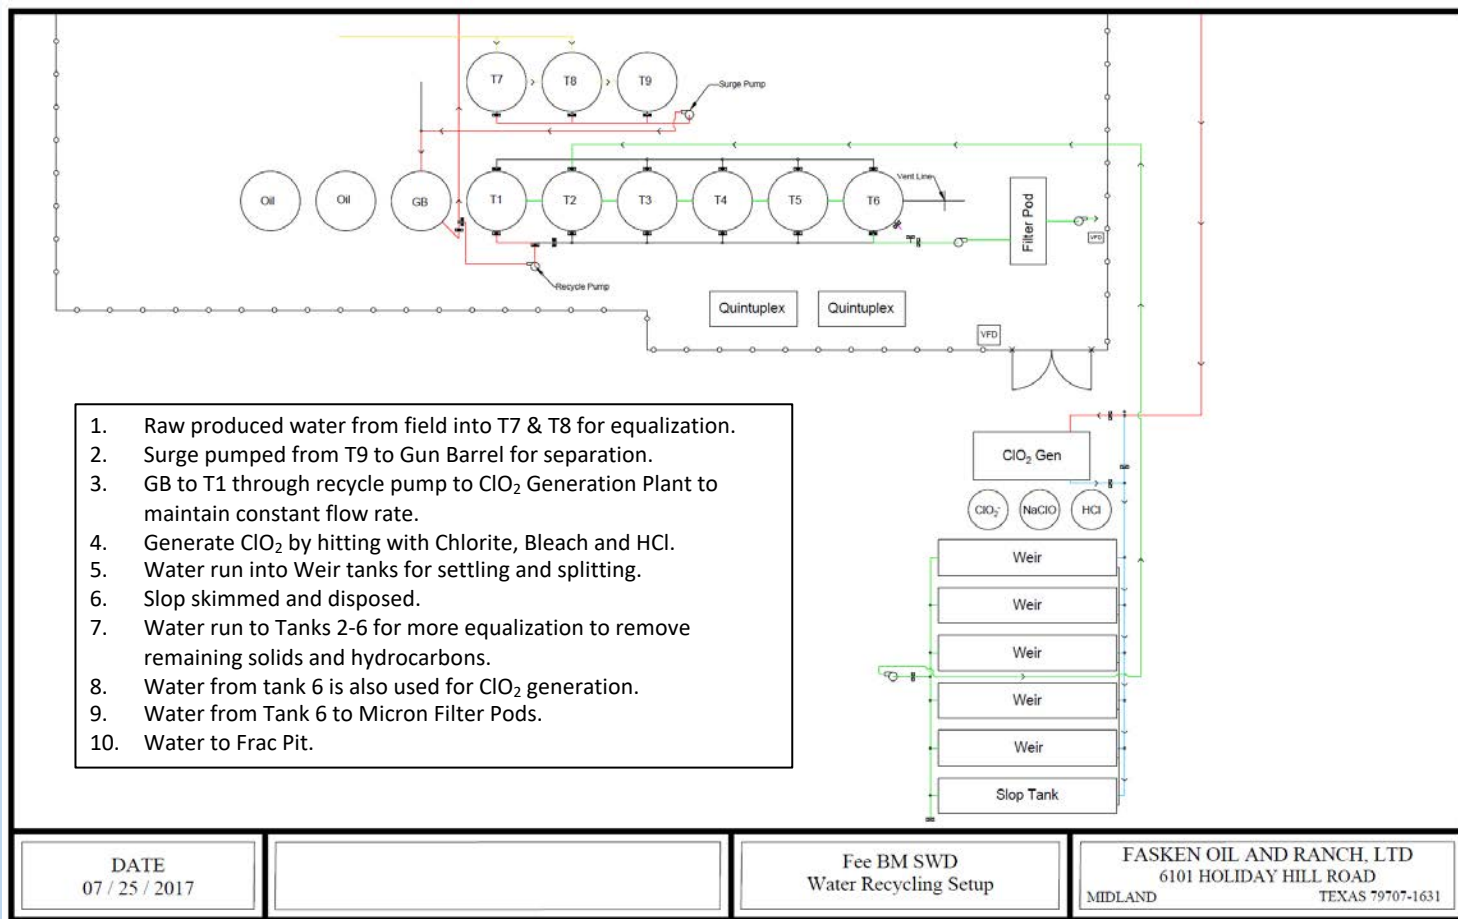 T7
T8
T9
Surge Pump
Oil
Oil
GB
T1
T2
T3
T4
T5
T6
Vent Line
Filter Pod
VFD
Recycle Pump
Quintuplex
Quintuplex
VFD
1. Raw produced water from field into T7 & T8 for equalization.
2. Surge pumped from T9 to Gun Barrel for separation.
3. GB to T1 through recycle pump to ClO₂ Generation Plant to
maintain constant flow rate.
4. Generate ClO₂ by hitting with Chlorite, Bleach and HCl.
5. Water run into Weir tanks for settling and splitting.
6. Slop skimmed and disposed.
7. Water run to Tanks 2-6 for more equalization to remove
remaining solids and hydrocarbons.
8. Water from tank 6 is also used for ClO₂ generation.
9. Water from Tank 6 to Micron Filter Pods.
10. Water to Frac Pit.
ClO₂ Gen
ClO₂⁻
NaClO
HCl
Weir
Weir
Weir
Weir
Weir
Slop Tank
DATE
07 / 25 / 2017
Fee BM SWD
Water Recycling Setup
FASKEN OIL AND RANCH, LTD
6101 HOLIDAY HILL ROAD
MIDLAND TEXAS 79707-1631